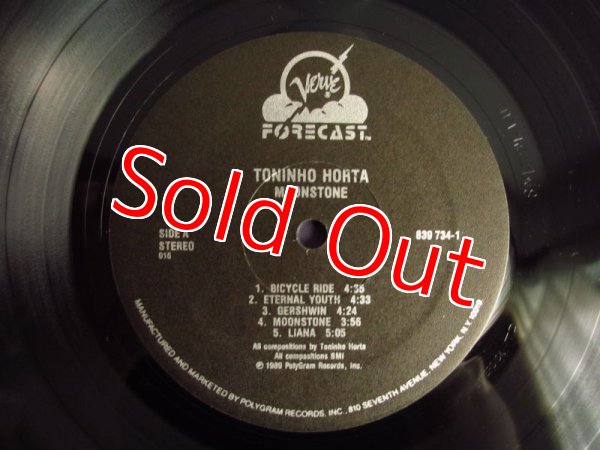 Verve
FORECAST
TONINHO HORTA
MOONSTONE
Sold Out
SIDE A
STEREO
016
839 734-1
1. BICYCLE RIDE 4:36
2. ETERNAL YOUTH 4:33
3. GERSHWIN 4:24
4. MOONSTONE 3:56
5. LIANA 5:05
All compositions by Toninho Horta
All compositions BMI
© 1989 PolyGram Records, Inc.
MANUFACTURED AND MARKETED BY POLYGRAM RECORDS, INC., 810 SEVENTH AVENUE, NEW YORK, N.Y. 10019